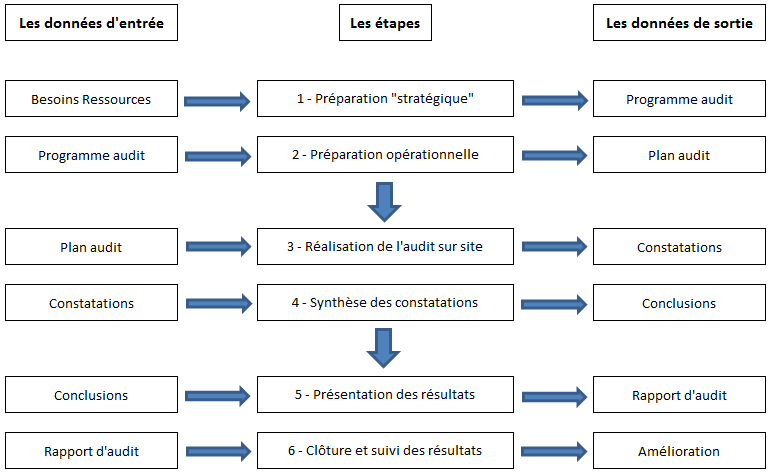 Les données d'entrée
Les étapes
Les données de sortie
Besoins Ressources
1 - Préparation "stratégique"
Programme audit
Programme audit
2 - Préparation opérationnelle
Plan audit
Plan audit
3 - Réalisation de l'audit sur site
Constatations
Constatations
4 - Synthèse des constatations
Conclusions
Conclusions
5 - Présentation des résultats
Rapport d'audit
Rapport d'audit
6 - Clôture et suivi des résultats
Amélioration